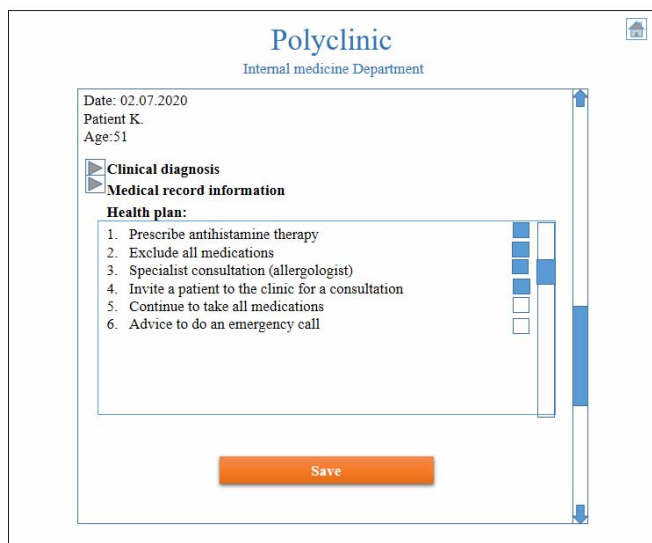 Polyclinic
Internal medicine Department
Date: 02.07.2020
Patient K.
Age:51
Clinical diagnosis
Medical record information
Health plan:
1. Prescribe antihistamine therapy
2. Exclude all medications
3. Specialist consultation (allergologist)
4. Invite a patient to the clinic for a consultation
5. Continue to take all medications
6. Advice to do an emergency call
Save